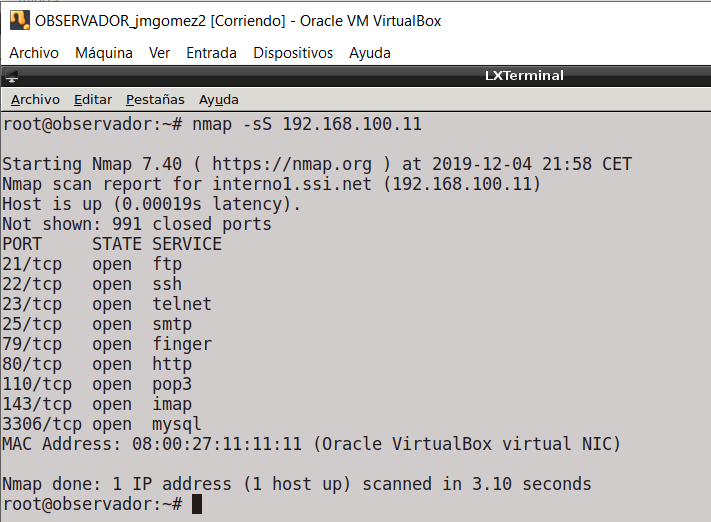 OBSERVADOR_jmgomez2 [Corriendo] - Oracle VM VirtualBox
Archivo Máquina Ver Entrada Dispositivos Ayuda
LXTerminal
Archivo Editar Pestañas Ayuda
root@observador:~# nmap -sS 192.168.100.11
Starting Nmap 7.40 ( https://nmap.org ) at 2019-12-04 21:58 CET
Nmap scan report for interno1.ssi.net (192.168.100.11)
Host is up (0.00019s latency).
Not shown: 991 closed ports
PORT     STATE SERVICE
21/tcp   open  ftp
22/tcp   open  ssh
23/tcp   open  telnet
25/tcp   open  smtp
79/tcp   open  finger
80/tcp   open  http
110/tcp  open  pop3
143/tcp  open  imap
3306/tcp open  mysql
MAC Address: 08:00:27:11:11:11 (Oracle VirtualBox virtual NIC)
Nmap done: 1 IP address (1 host up) scanned in 3.10 seconds
root@observador:~#